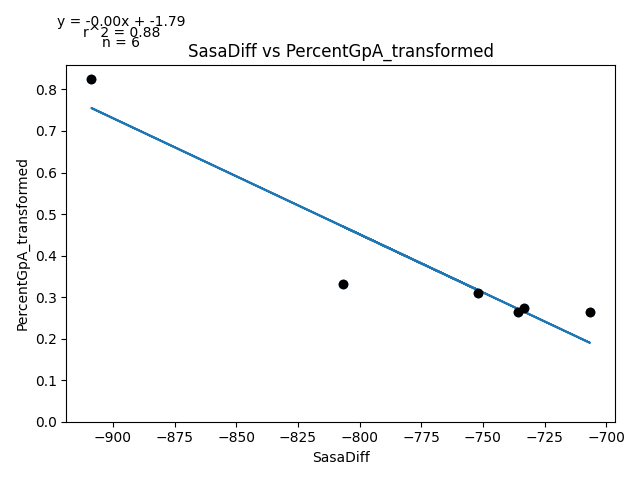 y = -0.00x + -1.79
r^2 = 0.88
n = 6
SasaDiff vs PercentGpA_transformed
PercentGpA_transformed
0.8
0.7
0.6
0.5
0.4
0.3
0.2
0.1
0.0
−900 −875 −850 −825 −800 −775 −750 −725 −700
SasaDiff